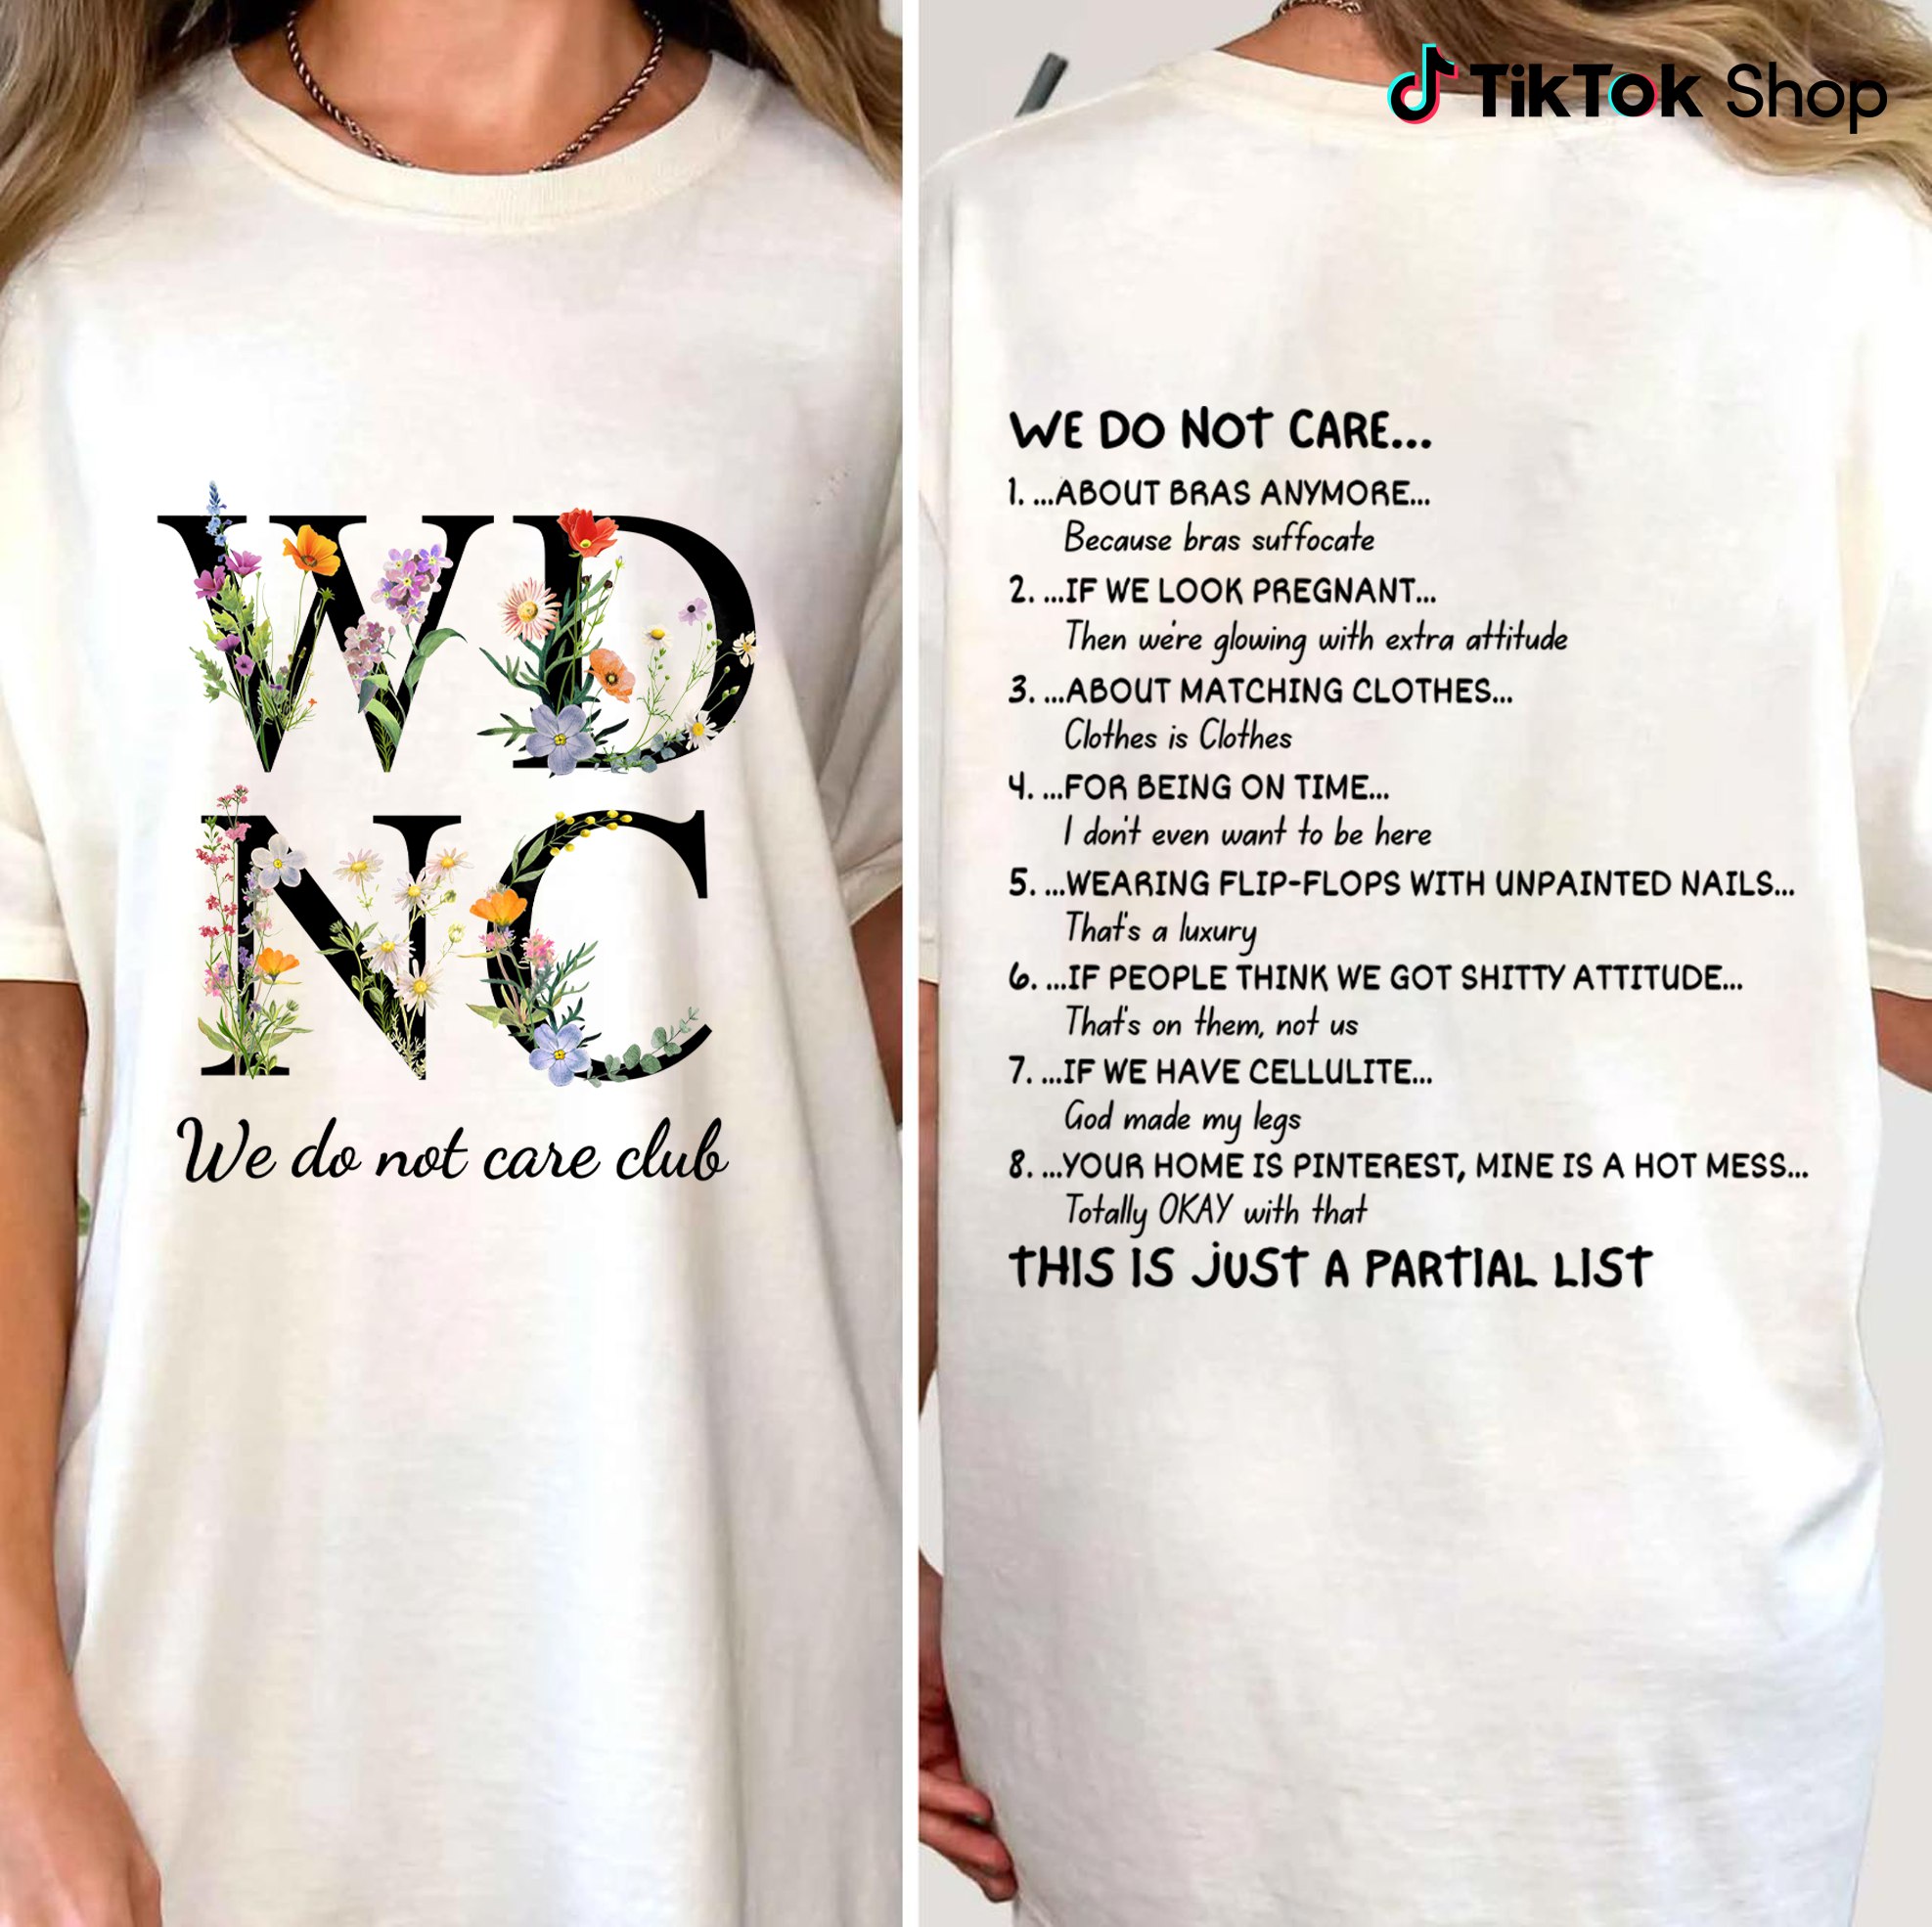 WD
NC
We do not care club
TikTok Shop
WE DO NOT CARE...
1. ...ABOUT BRAS ANYMORE...
Because bras suffocate
2. ...IF WE LOOK PREGNANT...
Then we're glowing with extra attitude
3. ...ABOUT MATCHING CLOTHES...
Clothes is Clothes
4. ...FOR BEING ON TIME...
I don't even want to be here
5. ...WEARING FLIP-FLOPS WITH UNPAINTED NAILS...
That's a luxury
6. ...IF PEOPLE THINK WE GOT SHITTY ATTITUDE...
That's on them, not us
7. ...IF WE HAVE CELLULITE...
God made my legs
8. ...YOUR HOME IS PINTEREST, MINE IS A HOT MESS...
Totally OKAY with that
THIS IS JUST A PARTIAL LIST